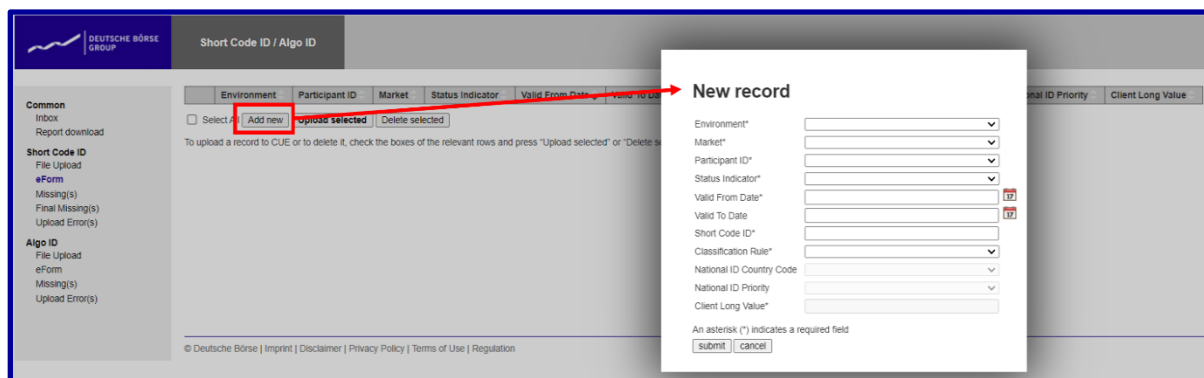 DEUTSCHE BÖRSE
GROUP
Short Code ID / Algo ID
Common
Inbox
Report download
Short Code ID
File Upload
eForm
Missing(s)
Final Missing(s)
Upload Error(s)
Algo ID
File Upload
eForm
Missing(s)
Upload Error(s)
Environment Participant ID Market Status Indicator Valid From Date Valid To Da
onal ID Priority Client Long Value
Select All Add new Upload selected Delete selected
To upload a record to CUE or to delete it, check the boxes of the relevant rows and press "Upload selected" or "Delete se
© Deutsche Börse | Imprint | Disclaimer | Privacy Policy | Terms of Use | Regulation
New record
Environment*
Market*
Participant ID*
Status Indicator*
Valid From Date*
17
Valid To Date
17
Short Code ID*
Classification Rule*
National ID Country Code
National ID Priority
Client Long Value*
An asterisk (*) indicates a required field
submit cancel